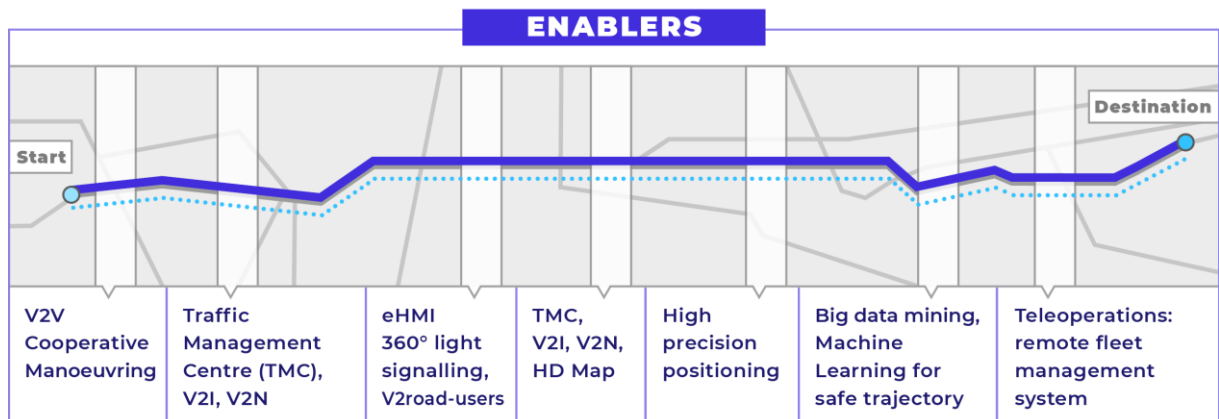 ENABLERS
Start
Destination
V2V
Cooperative
Manoeuvring
Traffic
Management
Centre (TMC),
V2I, V2N
eHMI
360° light
signalling,
V2road-users
TMC,
V2I, V2N,
HD Map
High
precision
positioning
Big data mining,
Machine
Learning for
safe trajectory
Teleoperations:
remote fleet
management
system